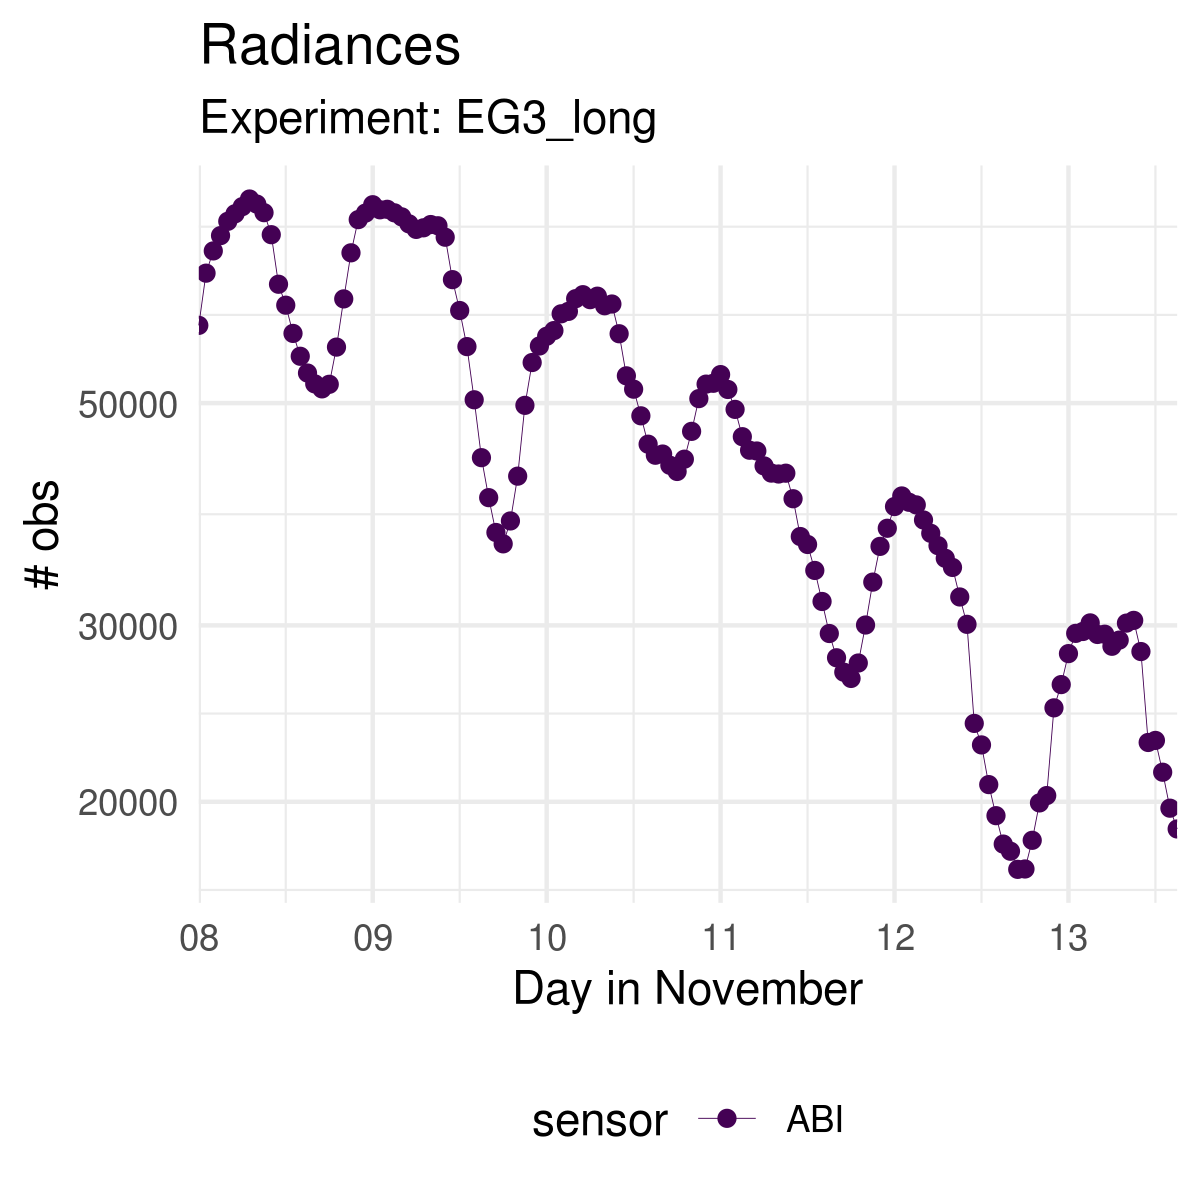 Radiances
Experiment: EG3_long
# obs
50000
30000
20000
08 09 10 11 12 13
Day in November
sensor ABI